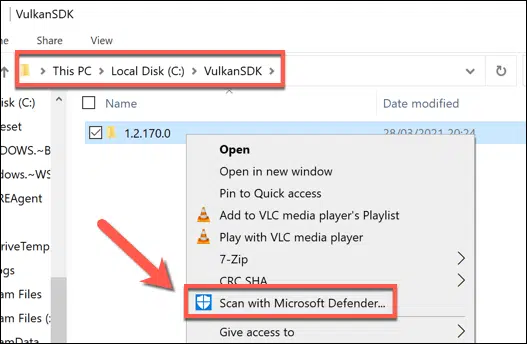 VulkanSDK
Share View
This PC > Local Disk (C:) > VulkanSDK >
Name Date modified
1.2.170.0 28/03/2021 20:24
isk (C:)
eset
DOWS.~B
NDOWS.~WS
REAgent
riveTemp
ogs
am Files
am Files (
amData
Open
Open in new window
Pin to Quick access
Add to VLC media player's Playlist
Play with VLC media player
7-Zip >
CRC SHA >
Scan with Microsoft Defender...
Give access to >